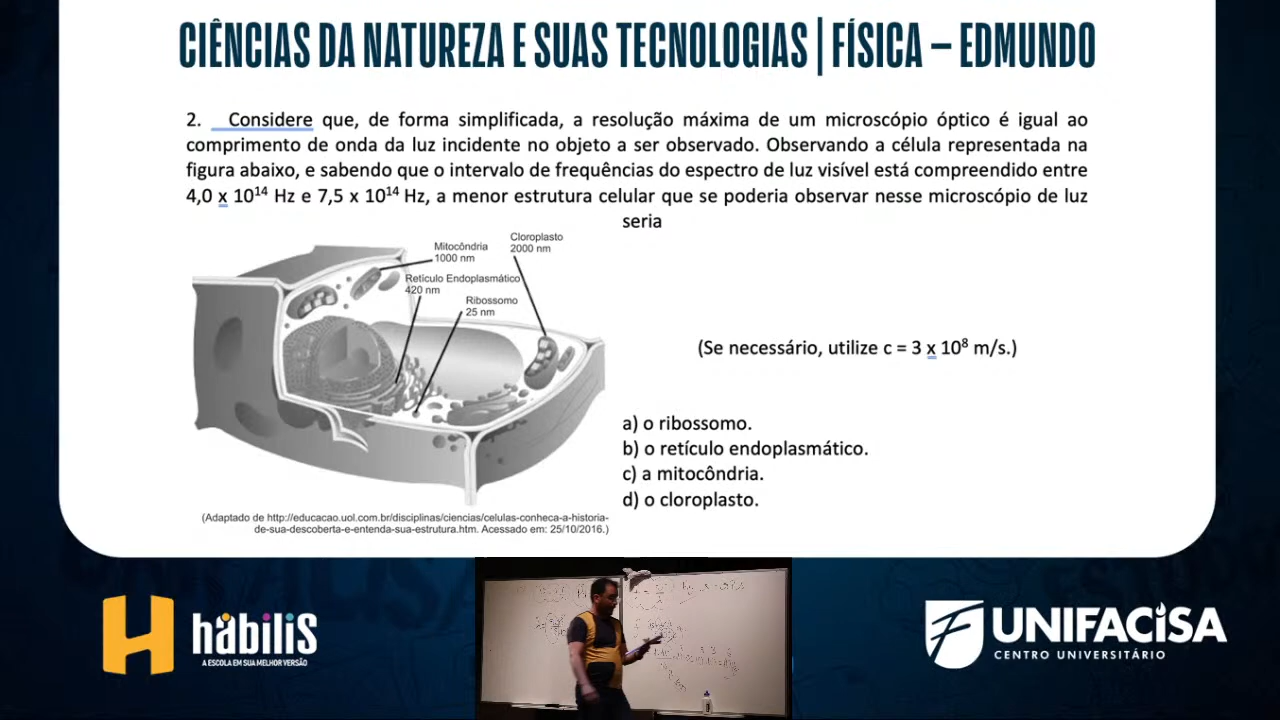 CIÊNCIAS DA NATUREZA E SUAS TECNOLOGIAS | FÍSICA – EDMUNDO
2. Considere que, de forma simplificada, a resolução máxima de um microscópio óptico é igual ao
comprimento de onda da luz incidente no objeto a ser observado. Observando a célula representada na
figura abaixo, e sabendo que o intervalo de frequências do espectro de luz visível está compreendido entre
4,0 x 10¹⁴ Hz e 7,5 x 10¹⁴ Hz, a menor estrutura celular que se poderia observar nesse microscópio de luz
seria
Mitocôndria
1000 nm
Cloroplasto
2000 nm
Retículo Endoplasmático
420 nm
Ribossomo
25 nm
(Se necessário, utilize c = 3 x 10⁸ m/s.)
a) o ribossomo.
b) o retículo endoplasmático.
c) a mitocôndria.
d) o cloroplasto.
(Adaptado de http://educacao.uol.com.br/disciplinas/ciencias/celulas-conheca-a-historia-
de-sua-descoberta-e-entenda-sua-estrutura.htm. Acessado em: 25/10/2016.)
H hábilis
A ESCOLA EM SUA MELHOR VERSÃO
UNIFACISA
CENTRO UNIVERSITÁRIO